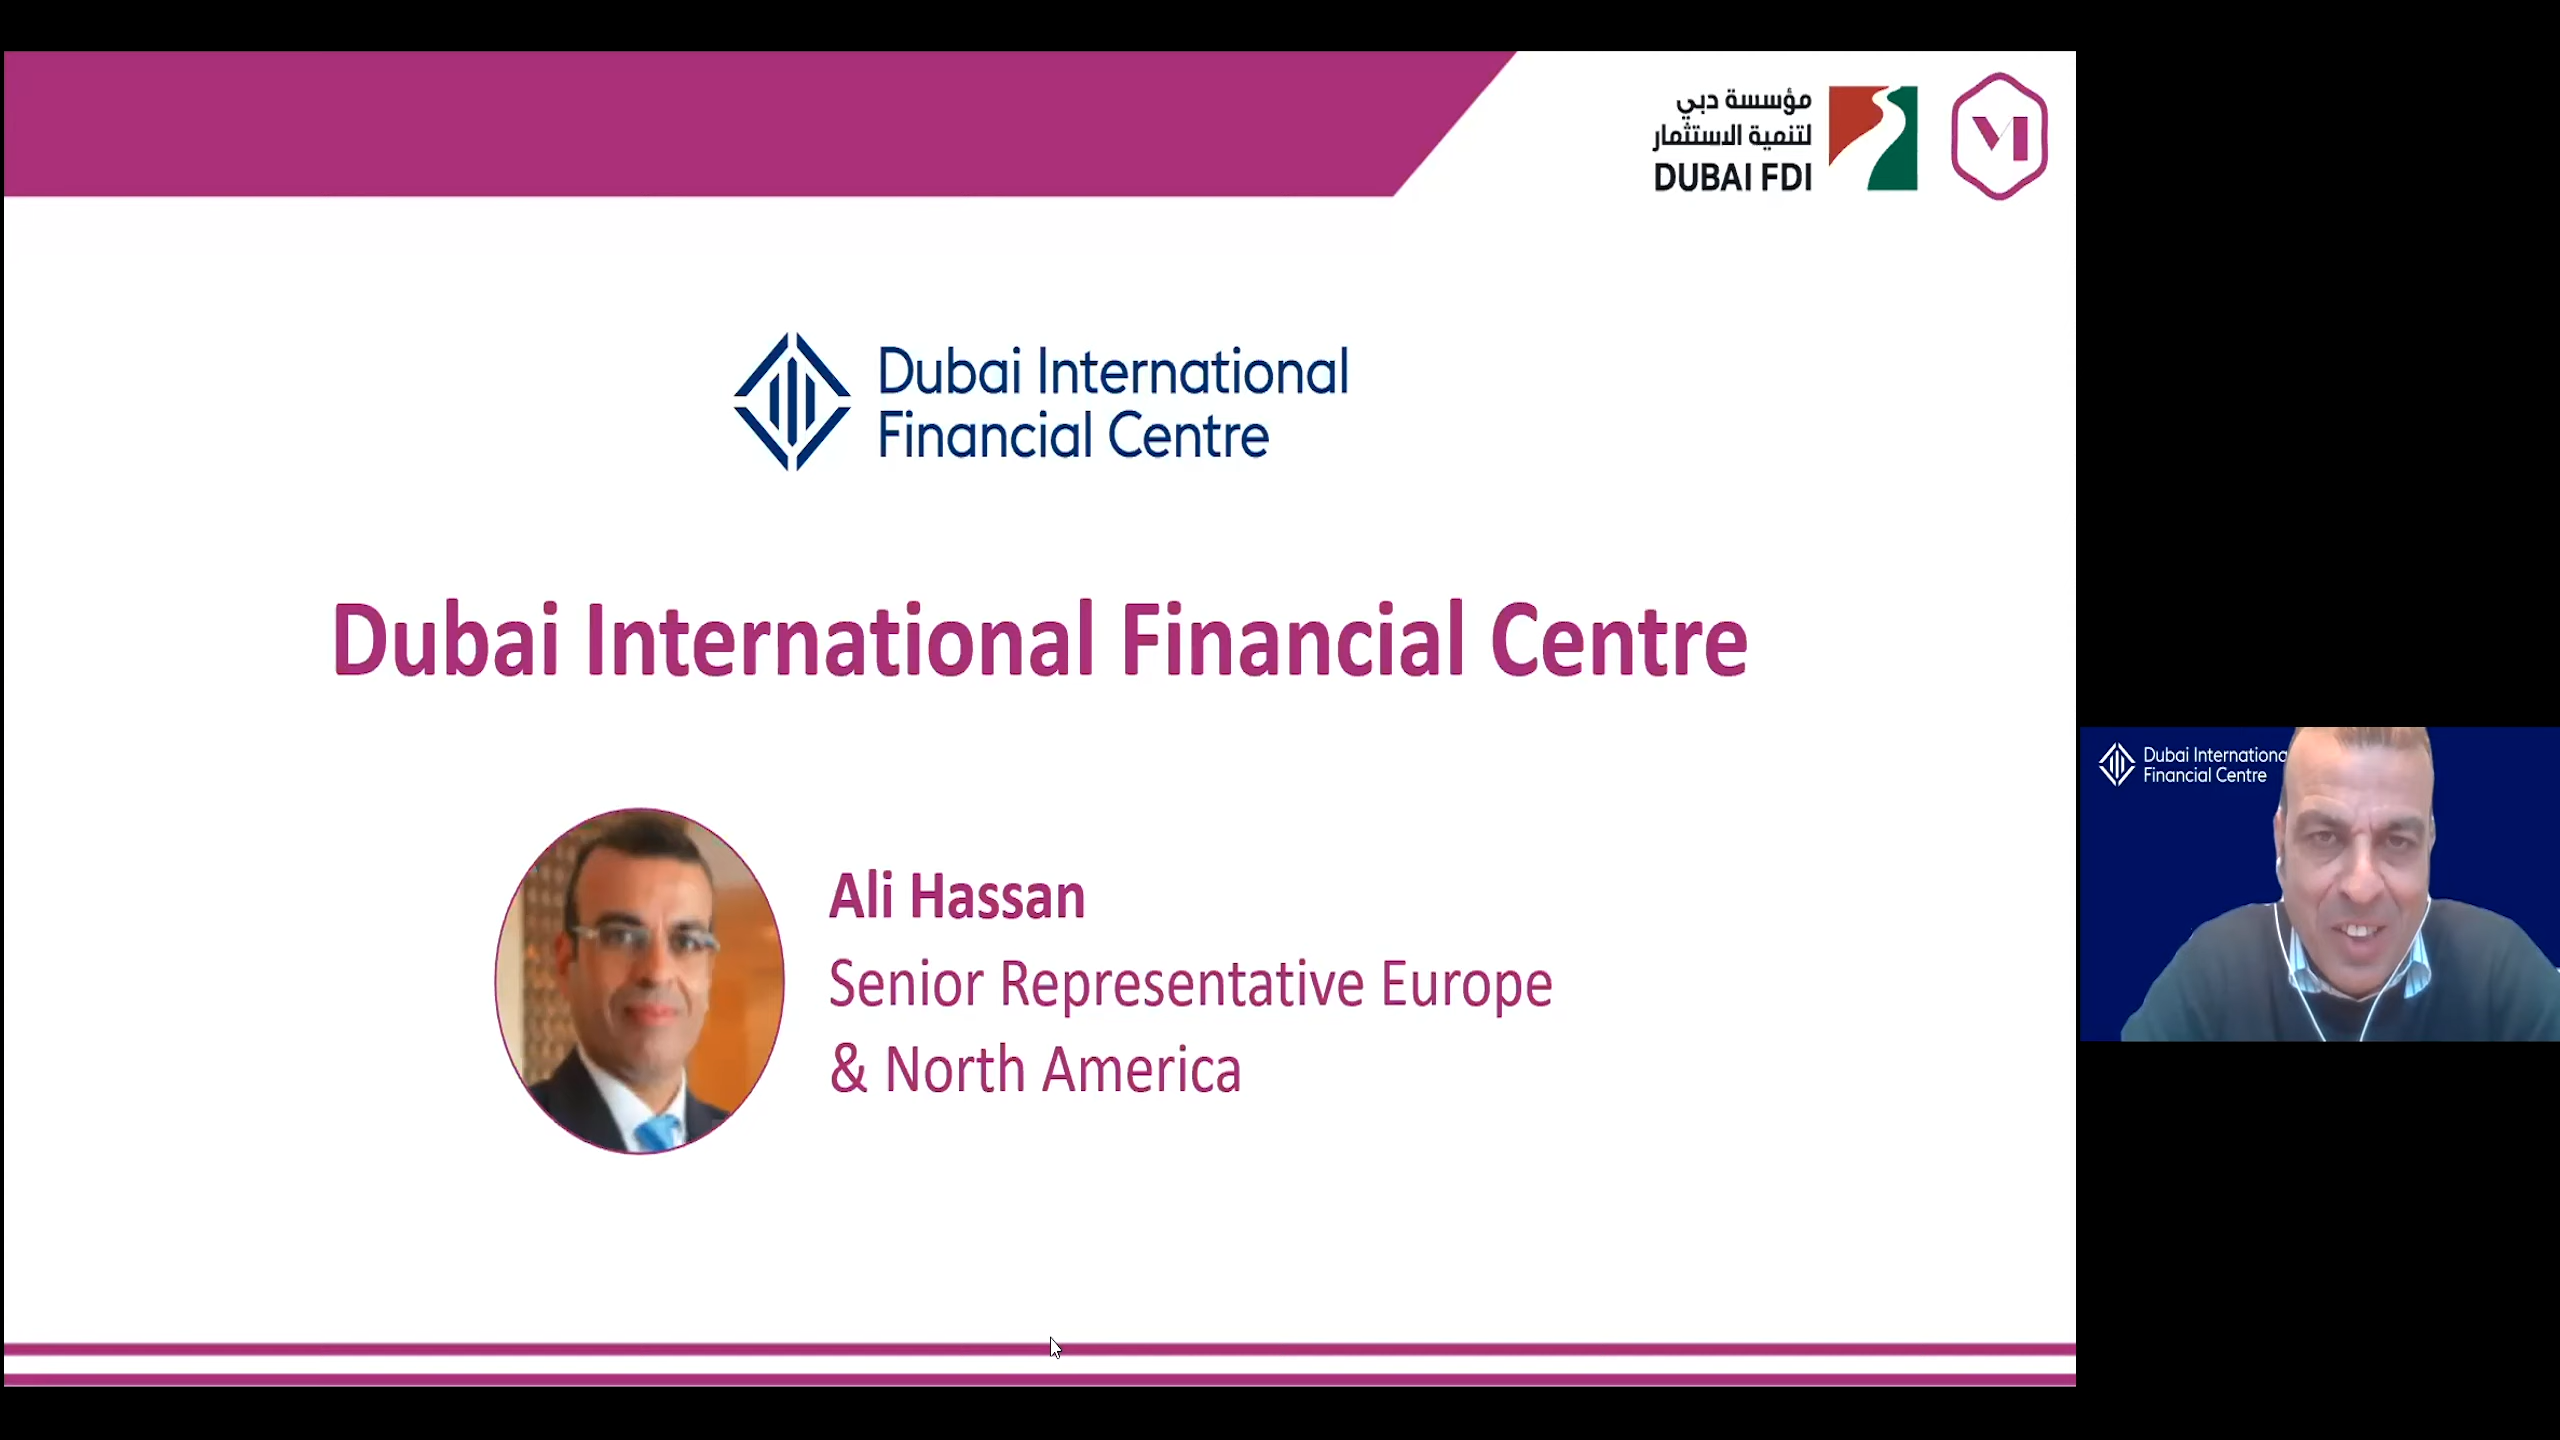 مؤسسة دبي
لتنمية الاستثمار
DUBAI FDI
Dubai International
Financial Centre
Dubai International Financial Centre
Ali Hassan
Senior Representative Europe
& North America
Dubai Internationa
Financial Centre